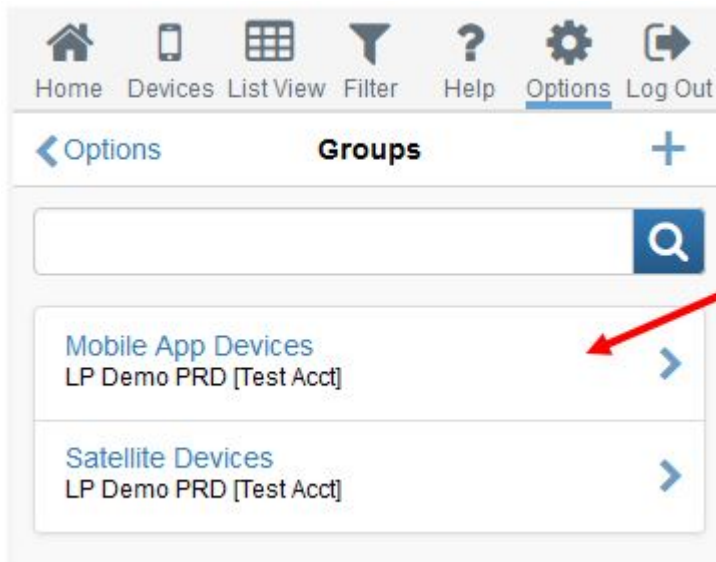 Home Devices List View Filter Help Options Log Out
Options Groups
Mobile App Devices
LP Demo PRD [Test Acct]
Satellite Devices
LP Demo PRD [Test Acct]